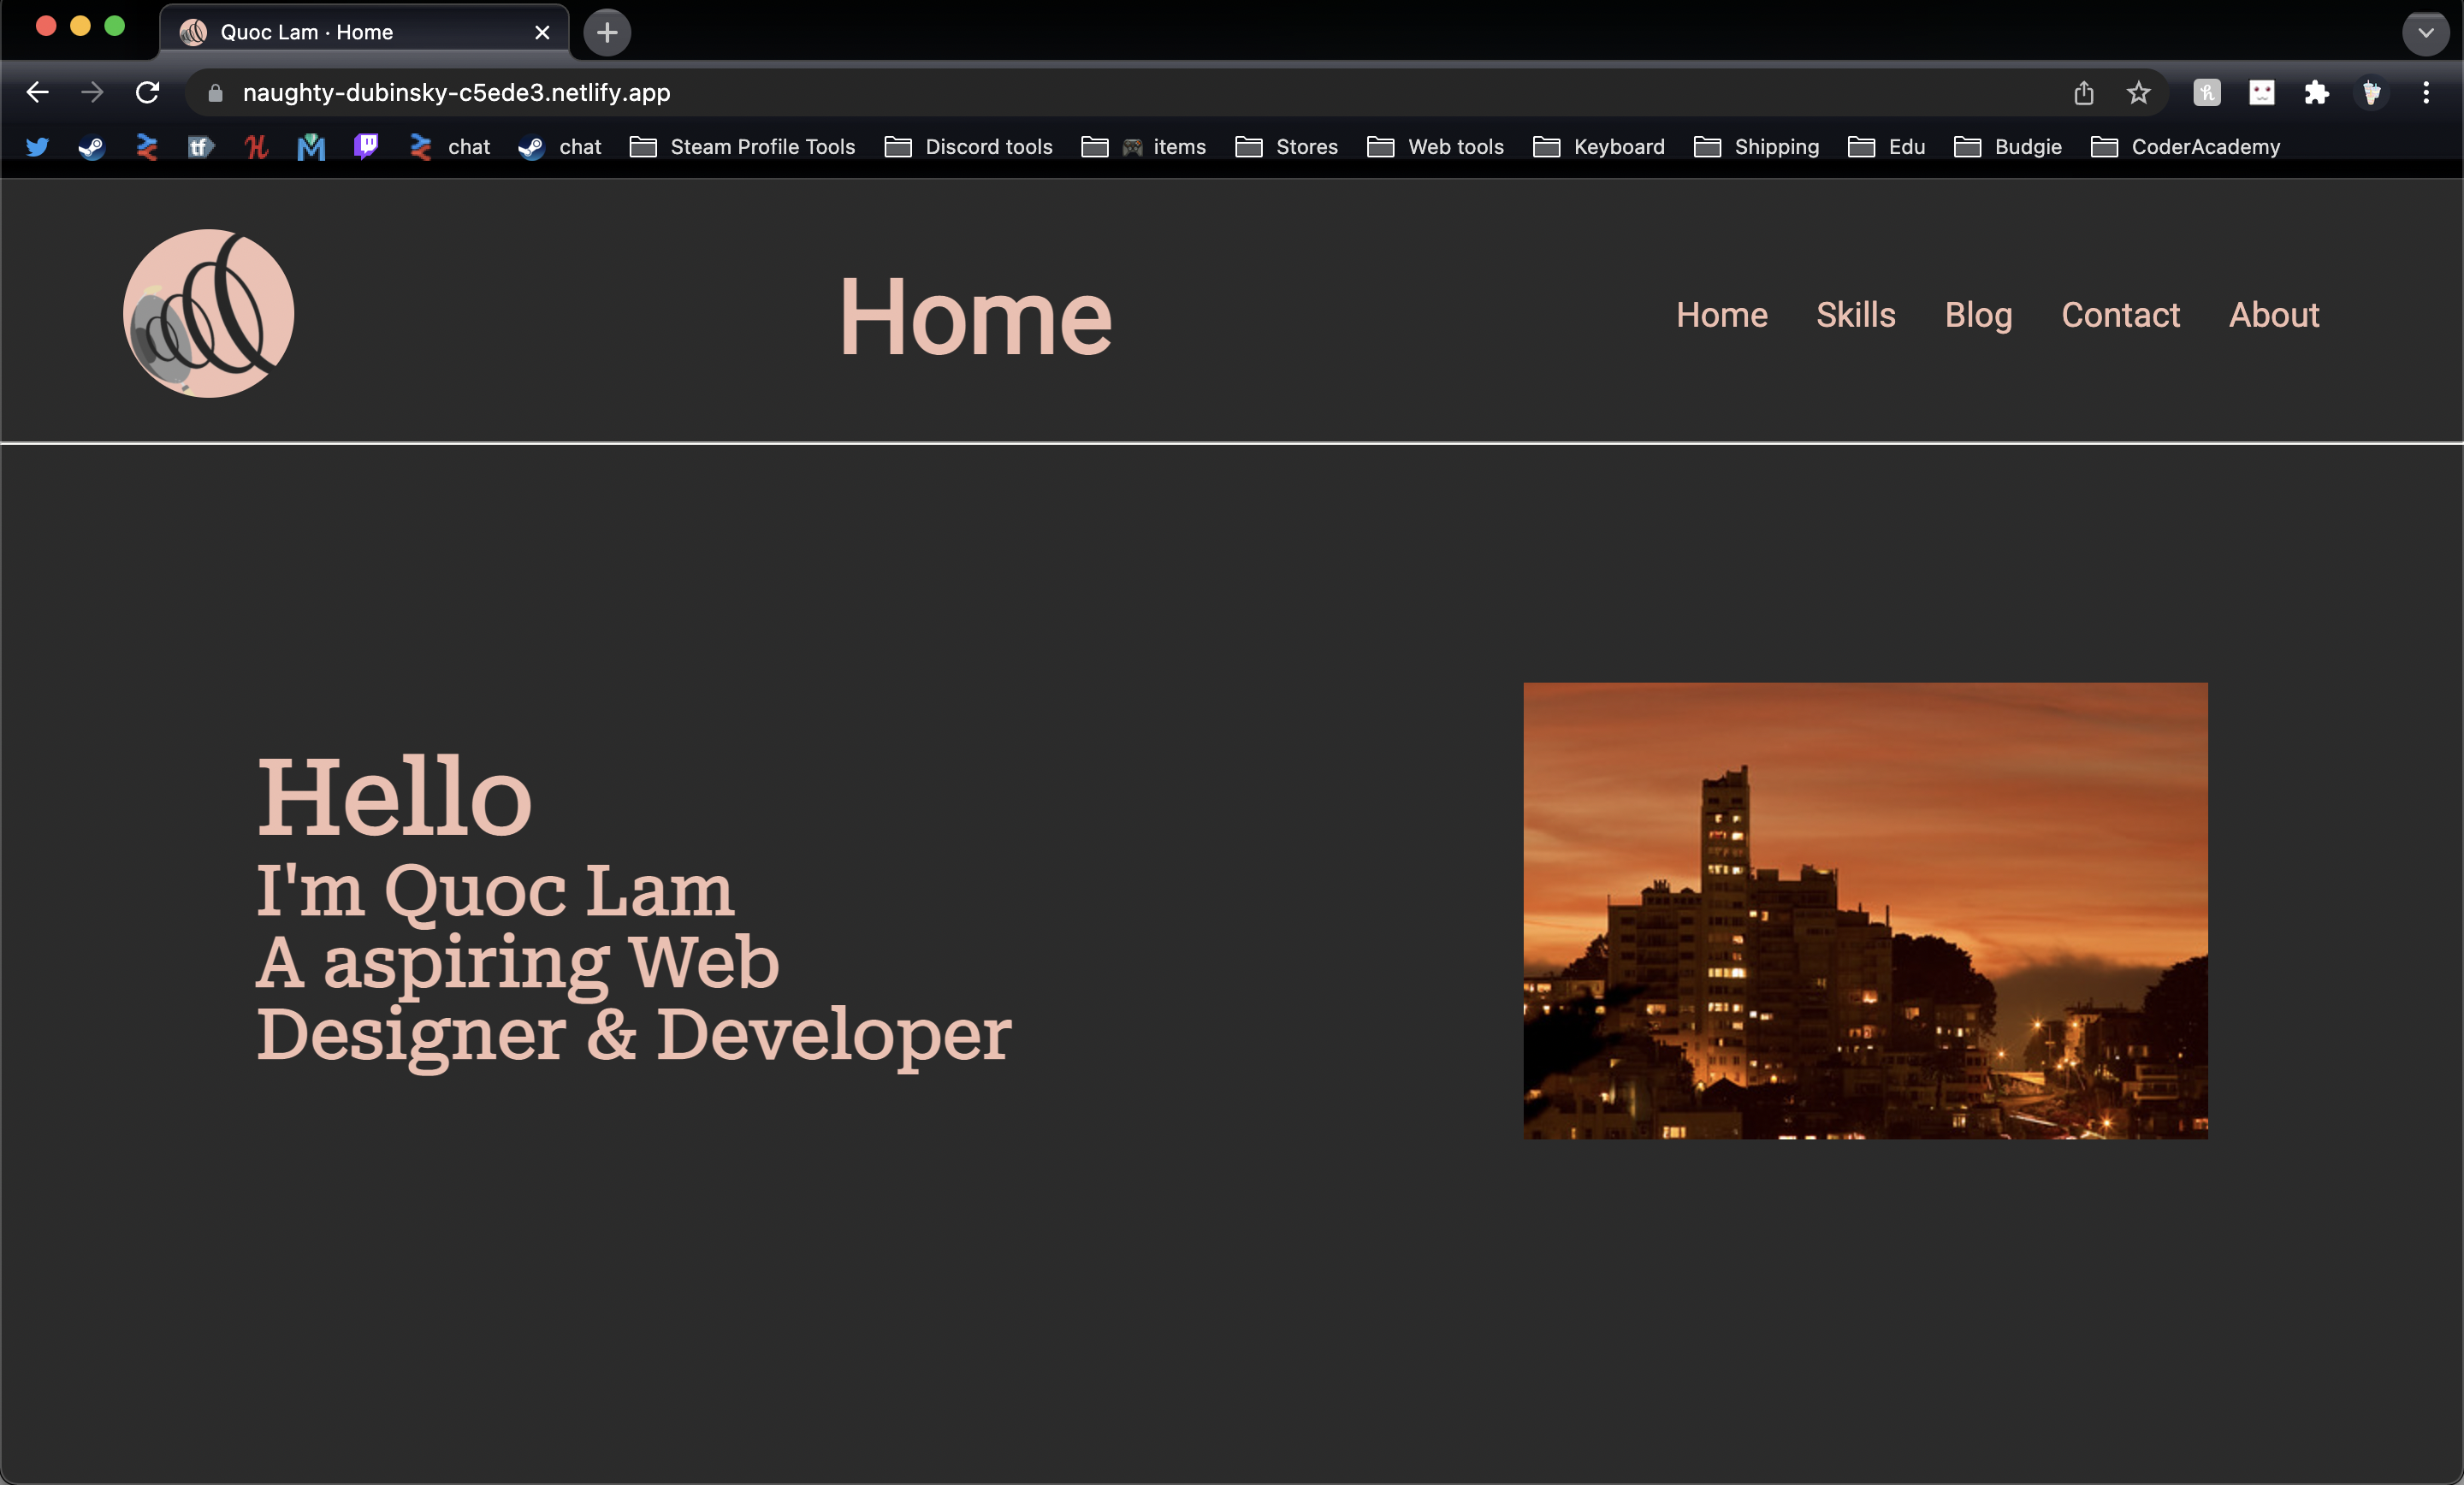 Quoc Lam · Home
naughty-dubinsky-c5ede3.netlify.app
tf chat chat Steam Profile Tools Discord tools items Stores Web tools Keyboard Shipping Edu Budgie CoderAcademy
Home
Home Skills Blog Contact About
Hello
I'm Quoc Lam
A aspiring Web
Designer & Developer